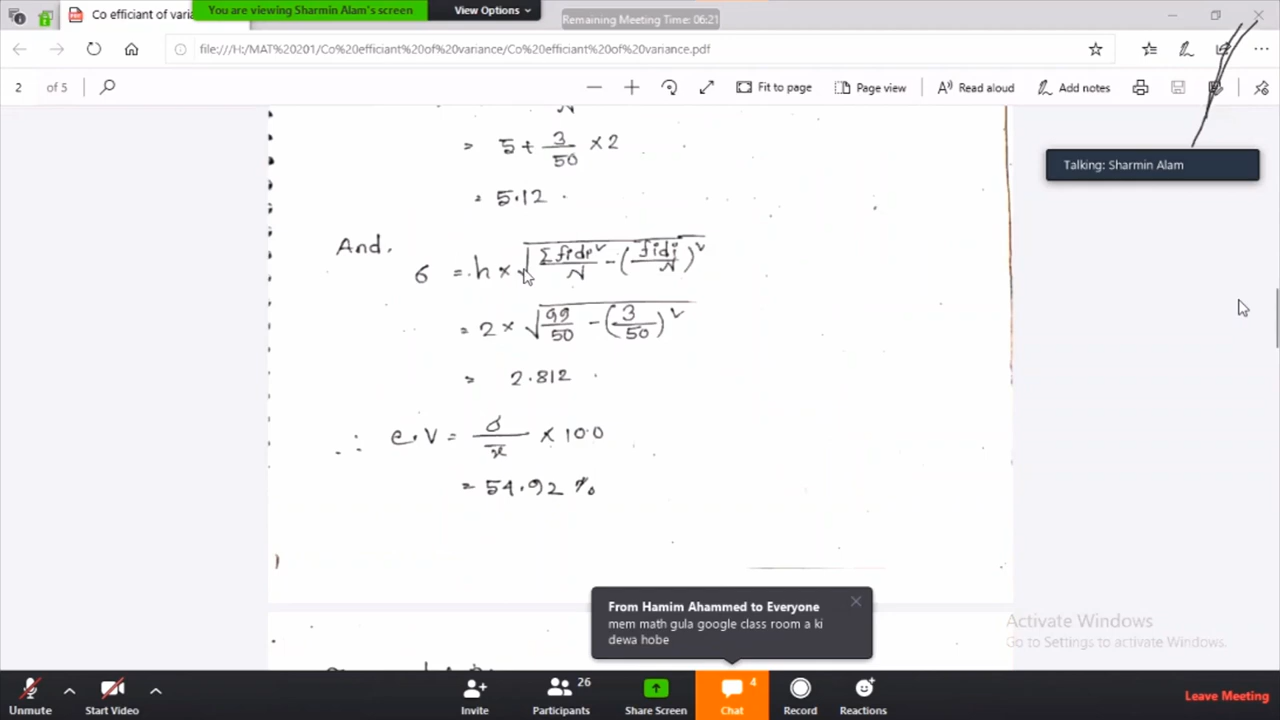 Co efficiant of varia
You are viewing Sharmin Alam's screen
View Options
Remaining Meeting Time: 06:21
file:///H:/MAT%20201/Co%20efficiant%20of%20variance/Co%20efficiant%20of%20variance.pdf
2 of 5
Fit to page
Page view
Read aloud
Add notes
Talking: Sharmin Alam
N
= 5 + 3/50 × 2
= 5.12
And,
σ = h × √(Σfidi²/N - (fidi/N)²)
= 2 × √(99/50 - (3/50)²)
= 2.812
∴ C.V = σ/x̄ × 100
= 54.92 %
From Hamim Ahammed to Everyone
mem math gula google class room a ki
dewa hobe
Activate Windows
Go to Settings to activate Windows.
Unmute
Start Video
Invite
26
Participants
Share Screen
4
Chat
Record
Reactions
Leave Meeting